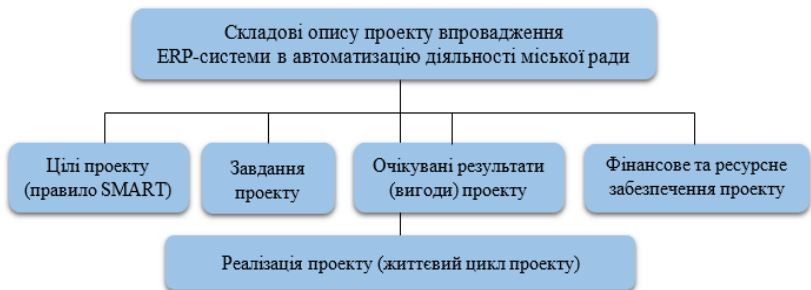 Складові опису проекту впровадження
ERP-системи в автоматизацію діяльності міської ради
Цілі проекту
(правило SMART)
Завдання
проекту
Очікувані результати
(вигоди) проекту
Фінансове та ресурсне
забезпечення проекту
Реалізація проекту (життєвий цикл проекту)